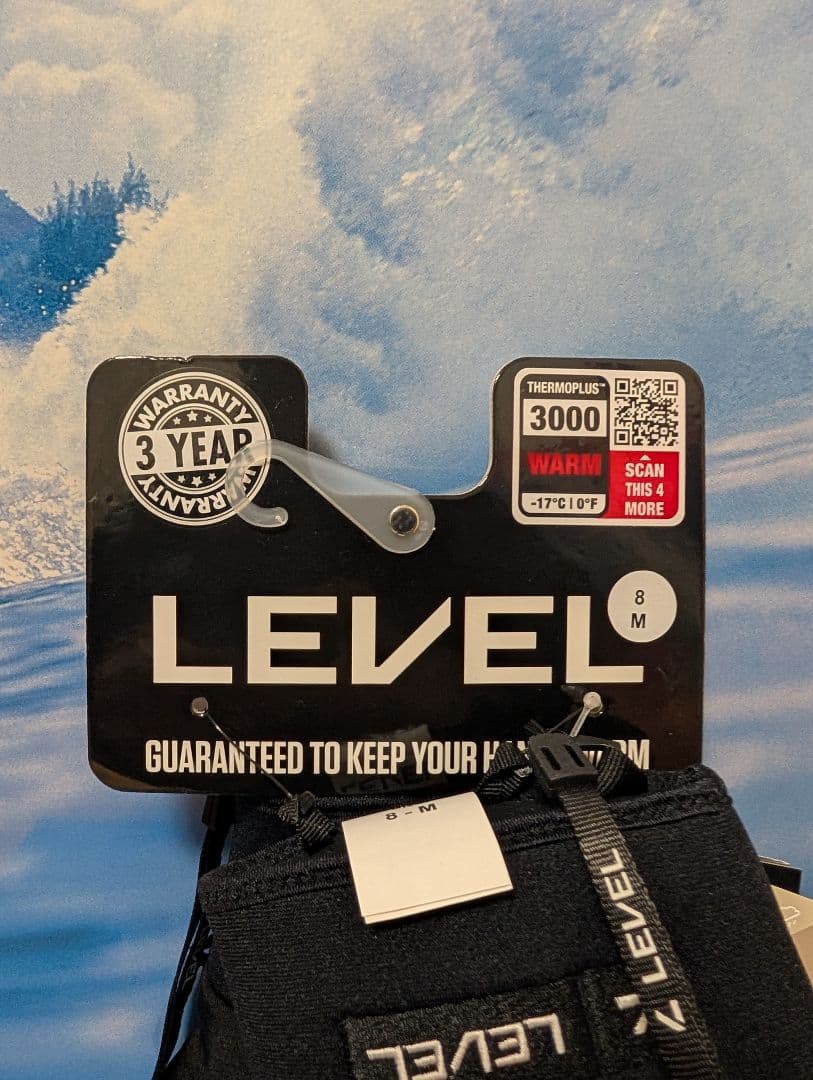 WARRANTY
3 YEAR
WARRANTY
THERMOPLUS™
3000
WARM
-17°C | 0°F
SCAN
THIS 4
MORE
LEVEL
8
M
GUARANTEED TO KEEP YOUR
8 - M
LEVEL
LEVEL